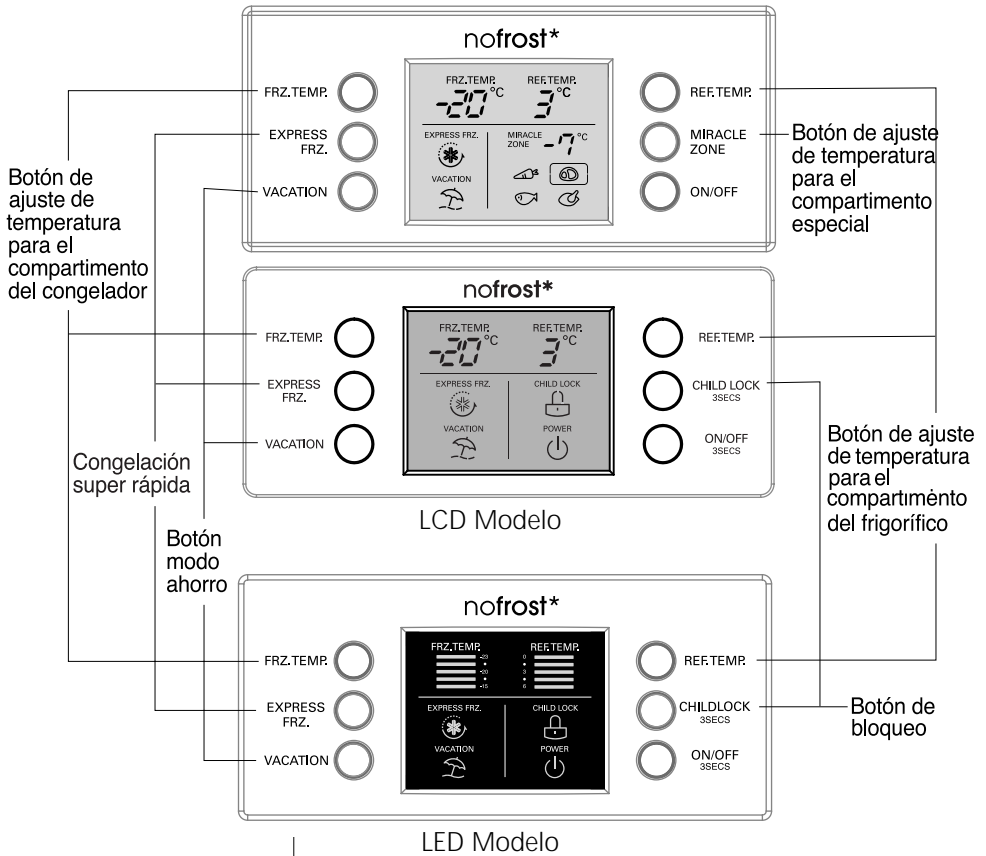 nofrost*
FRZ.TEMP.
EXPRESS
FRZ.
VACATION
FRZ.TEMP.
-20 °C
REF.TEMP.
3 °C
EXPRESS FRZ.
MIRACLE
ZONE
-7 °C
VACATION
REF.TEMP.
MIRACLE
ZONE
ON/OFF
Botón de
ajuste de
temperatura
para el
compartimento
del congelador
Botón de ajuste
de temperatura
para el
compartimento
especial
nofrost*
FRZ.TEMP.
EXPRESS
FRZ.
VACATION
FRZ.TEMP.
-20 °C
REF.TEMP.
3 °C
EXPRESS FRZ.
CHILD LOCK
VACATION
POWER
REF.TEMP.
CHILD LOCK
3SECS
ON/OFF
3SECS
LCD Modelo
Congelación
super rápida
Botón
modo
ahorro
Botón de ajuste
de temperatura
para el
compartimento
del frigorífico
nofrost*
FRZ.TEMP.
EXPRESS
FRZ.
VACATION
FRZ.TEMP.
-23
-20
-15
REF.TEMP.
0
3
6
EXPRESS FRZ.
CHILD LOCK
VACATION
POWER
REF.TEMP.
CHILDLOCK
3SECS
ON/OFF
3SECS
Botón de
bloqueo
LED Modelo